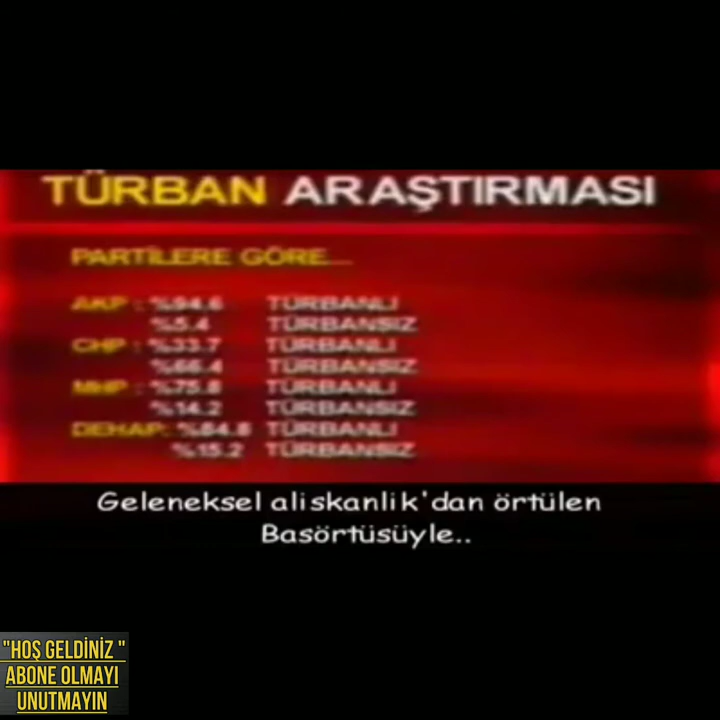 TÜRBAN ARAŞTIRMASI
PARTİLERE GÖRE...
AKP : %94.6 TÜRBANLI
%5.4 TÜRBANSIZ
CHP : %33.7 TÜRBANLI
%66.4 TÜRBANSIZ
MHP : %75.8 TÜRBANLI
%14.2 TÜRBANSIZ
DEHAP: %84.8 TÜRBANLI
%15.2 TÜRBANSIZ
Geleneksel aliskanlik'dan örtülen
Basörtüsüyle..
"HOŞ GELDİNİZ "
ABONE OLMAYI
UNUTMAYIN